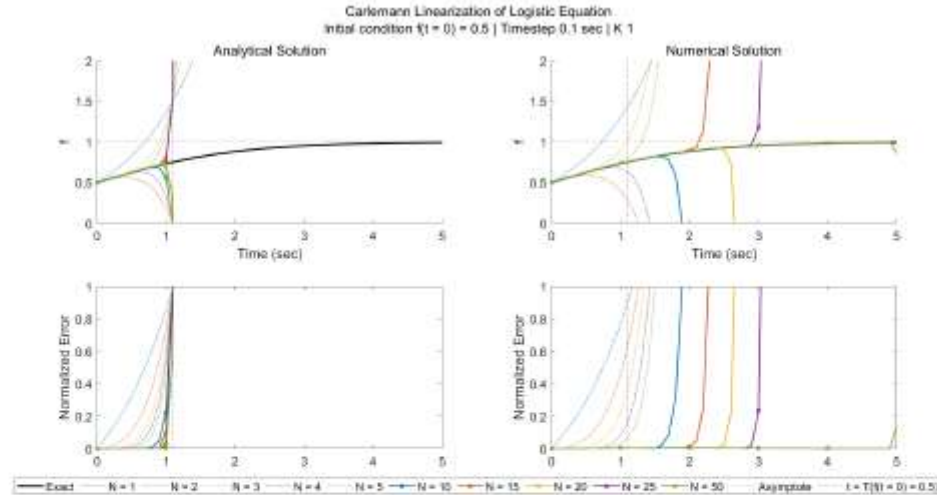 Carlemann Linearization of Logistic Equation
Initial condition f(t = 0) = 0.5 | Timestep 0.1 sec | K 1
Analytical Solution
Numerical Solution
2
1.5
1
0.5
0
f
0 1 2 3 4 5
Time (sec)
2
1.5
1
0.5
0
f
0 1 2 3 4 5
Time (sec)
1
0.8
0.6
0.4
0.2
0
Normalized Error
0 1 2 3 4 5
1
0.8
0.6
0.4
0.2
0
Normalized Error
0 1 2 3 4 5
Exact N = 1 N = 2 N = 3 N = 4 N = 5 N = 10 N = 15 N = 20 N = 25 N = 50 Asymptote t = T(f(t = 0) = 0.5)